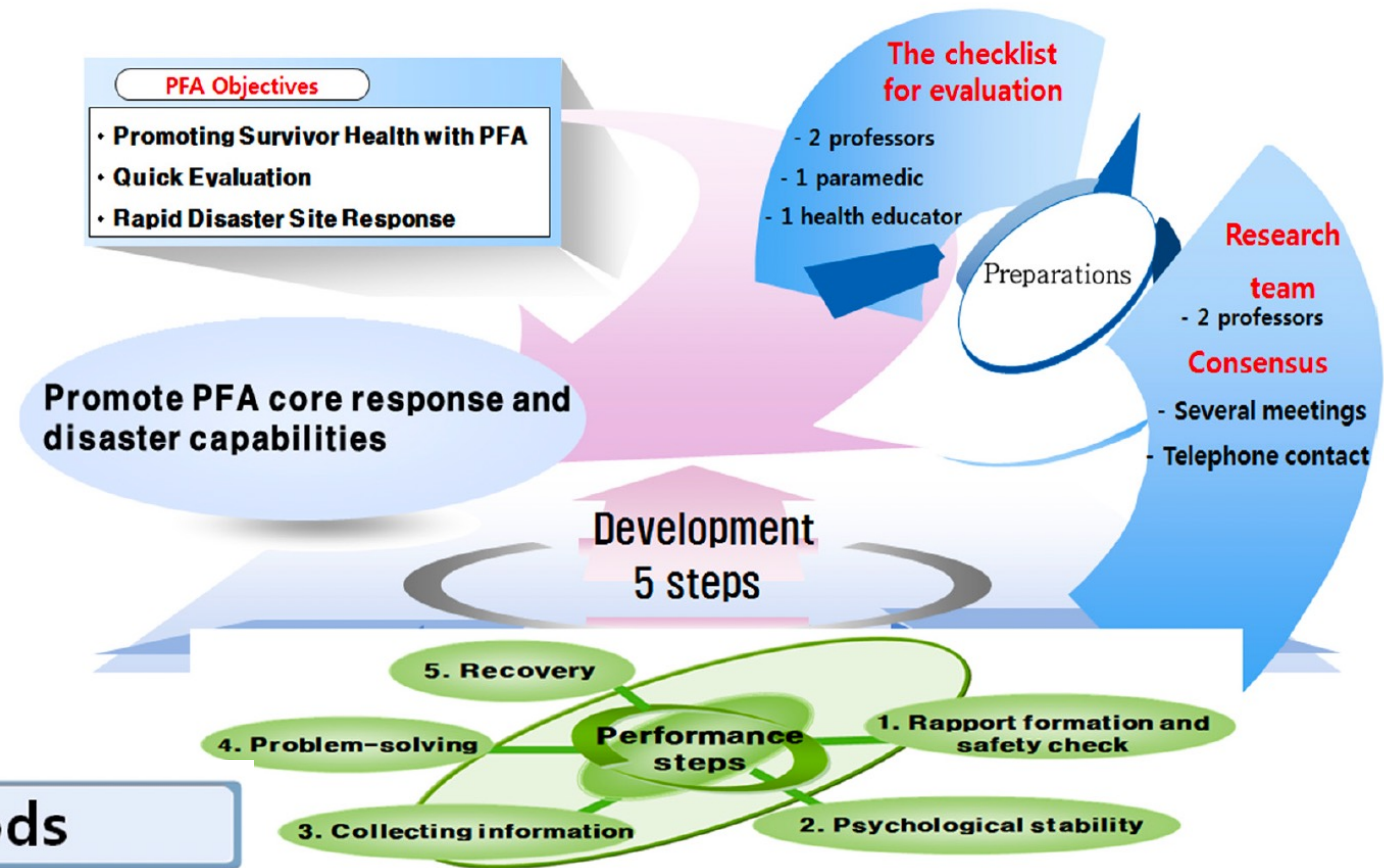 PFA Objectives
• Promoting Survivor Health with PFA
• Quick Evaluation
• Rapid Disaster Site Response
The checklist
for evaluation
- 2 professors
- 1 paramedic
- 1 health educator
Preparations
Research
team
- 2 professors
Consensus
- Several meetings
- Telephone contact
Promote PFA core response and
disaster capabilities
Development
5 steps
Performance
steps
1. Rapport formation and
safety check
2. Psychological stability
3. Collecting information
4. Problem-solving
5. Recovery